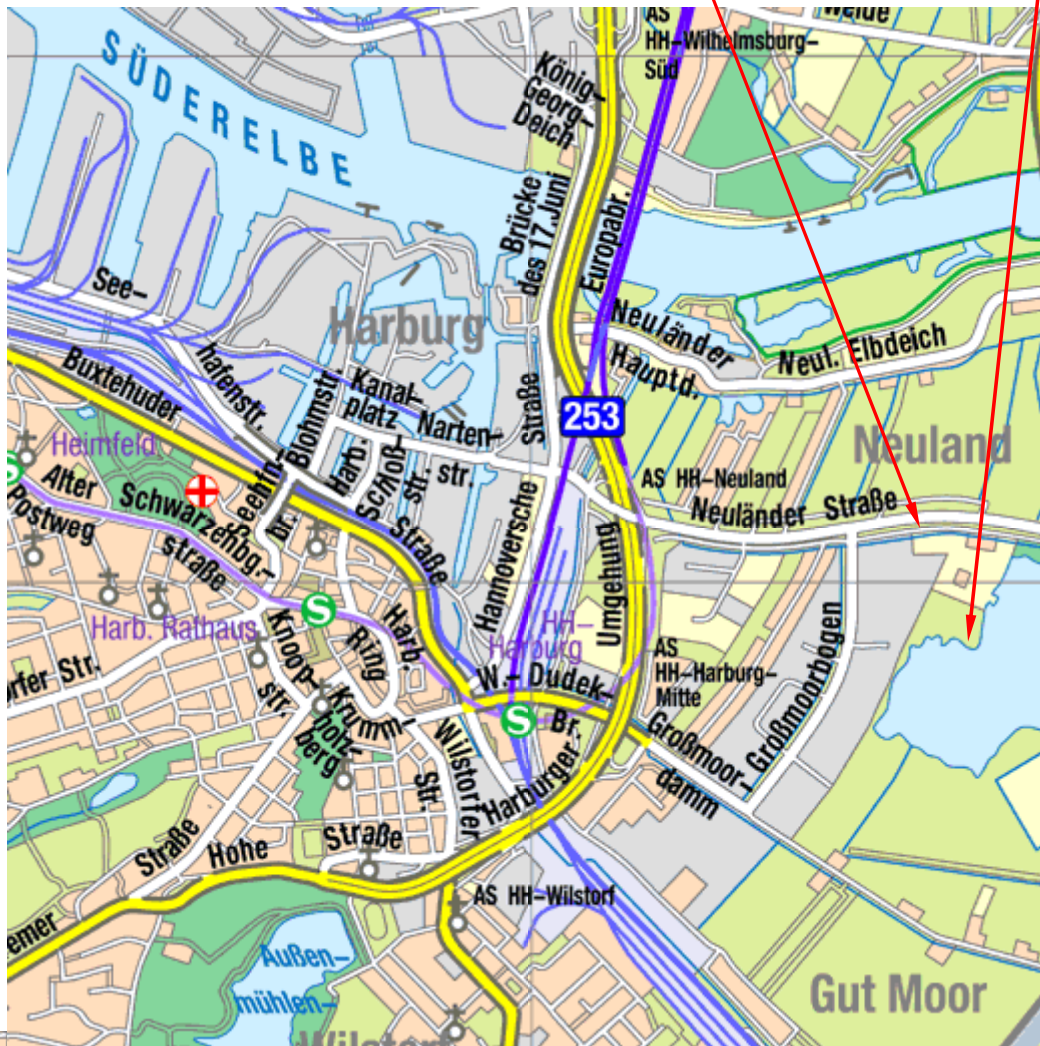 AS
HH-Wilhelmsburg-
Süd
SÜDERELBE
König-
Georg-
Deich
Brücke
des 17.Juni
Europabr.
See-
hafenstr.
Harburg
Neuländer
Hauptd.
Neul. Elbdeich
Buxtehuder
Straße
Blohmstr.
Kanal-
platz
Narten-
str.
Straße
253
Heimfeld
S
Harb.
Schloß-
str.
Neuland
AS HH-Neuland
Neuländer Straße
Alter
Postweg
Schwarzenbg.-
straße
Seehfn-
br.
Hannoversche
Umgehung
S
Harb. Rathaus
Knoop-
str.
Ring
Harb.
HH-
Harburg
AS
HH-Harburg-
Mitte
Großmoorbogen
W.- Dudek-
Br.
S
Großmoor-
damm
Krumm-
holz-
berg
Wilstorfer
Str.
Harburger
Straße
Hohe
Straße
AS HH-Wilstorf
emer
Außen-
mühlen-
Gut Moor
Wilstorf